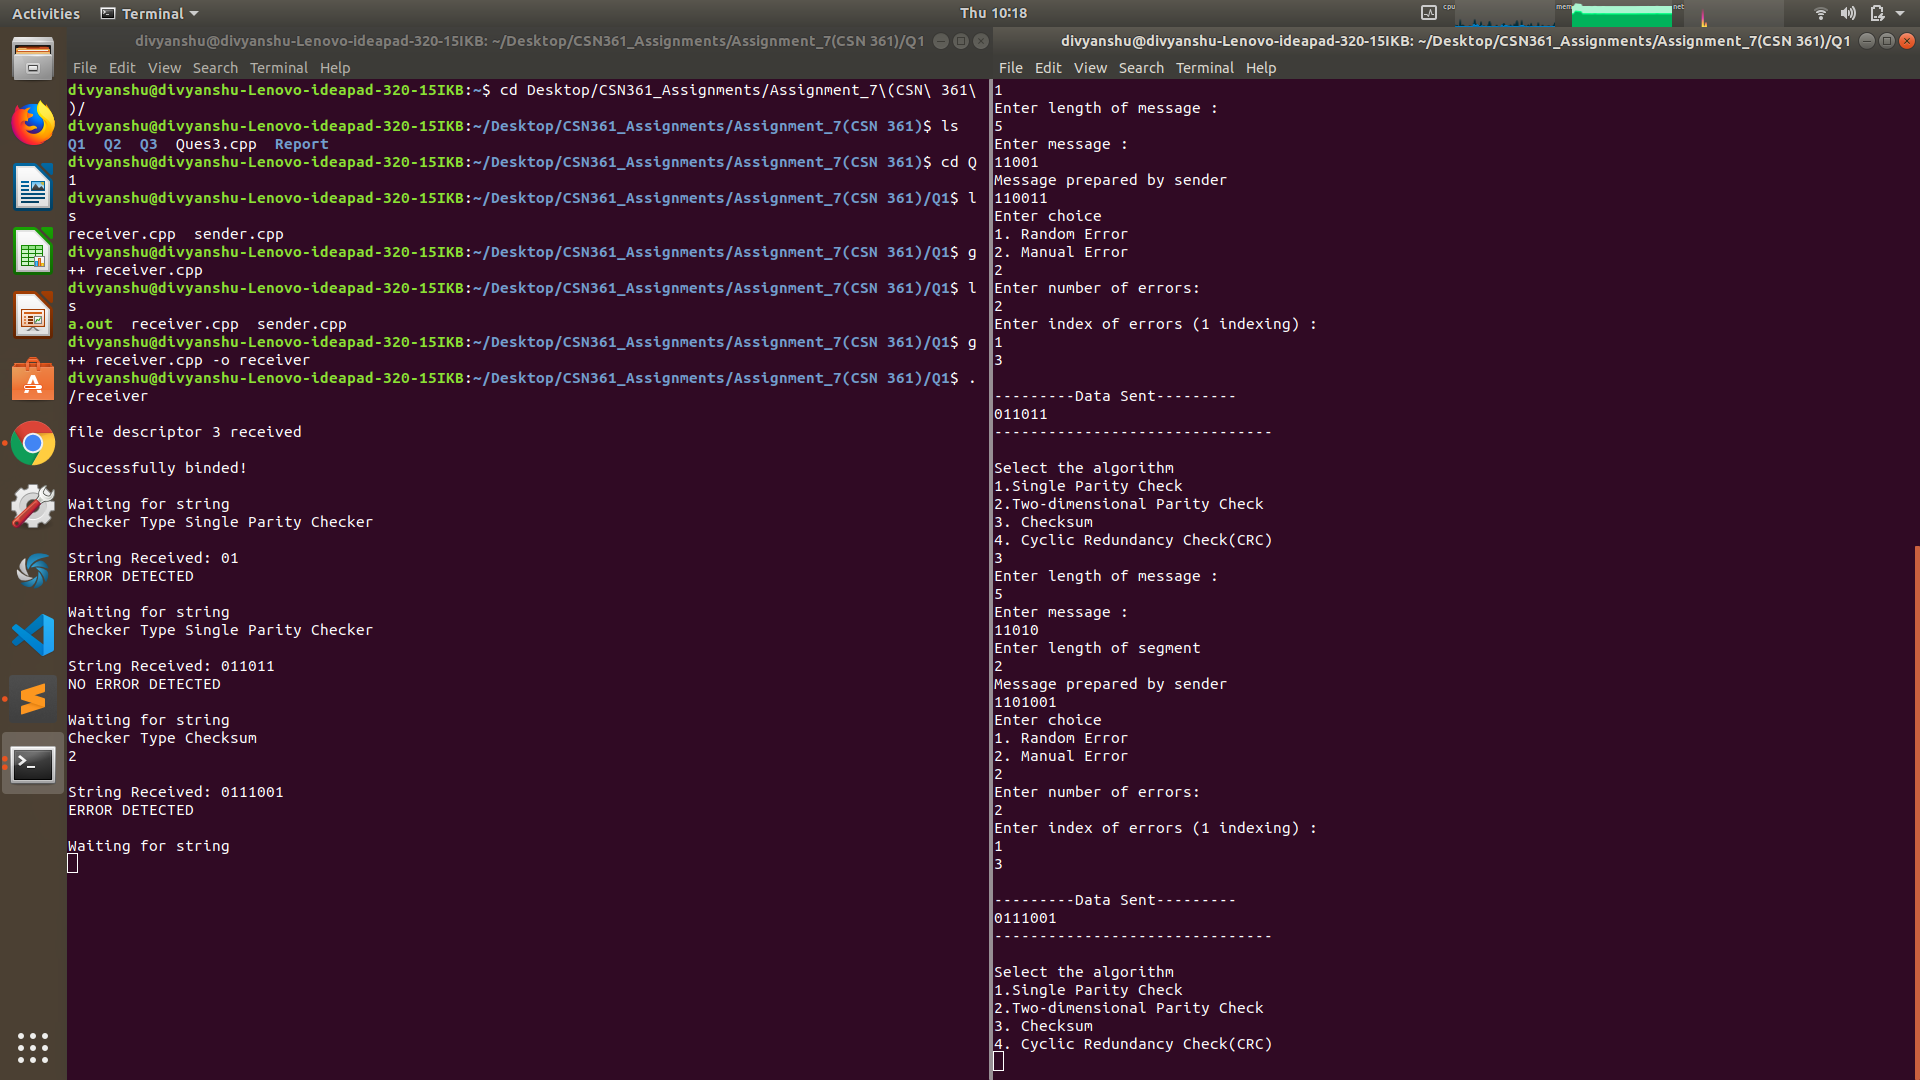 Activities
Terminal
Thu 10:18
cpu
mem
net
divyanshu@divyanshu-Lenovo-ideapad-320-15IKB: ~/Desktop/CSN361_Assignments/Assignment_7(CSN 361)/Q1
File Edit View Search Terminal Help
divyanshu@divyanshu-Lenovo-ideapad-320-15IKB:~$ cd Desktop/CSN361_Assignments/Assignment_7\(CSN\ 361\
)/
divyanshu@divyanshu-Lenovo-ideapad-320-15IKB:~/Desktop/CSN361_Assignments/Assignment_7(CSN 361)$ ls
Q1  Q2  Q3  Ques3.cpp  Report
divyanshu@divyanshu-Lenovo-ideapad-320-15IKB:~/Desktop/CSN361_Assignments/Assignment_7(CSN 361)$ cd Q
1
divyanshu@divyanshu-Lenovo-ideapad-320-15IKB:~/Desktop/CSN361_Assignments/Assignment_7(CSN 361)/Q1$ l
s
receiver.cpp  sender.cpp
divyanshu@divyanshu-Lenovo-ideapad-320-15IKB:~/Desktop/CSN361_Assignments/Assignment_7(CSN 361)/Q1$ g
++ receiver.cpp
divyanshu@divyanshu-Lenovo-ideapad-320-15IKB:~/Desktop/CSN361_Assignments/Assignment_7(CSN 361)/Q1$ l
s
a.out  receiver.cpp  sender.cpp
divyanshu@divyanshu-Lenovo-ideapad-320-15IKB:~/Desktop/CSN361_Assignments/Assignment_7(CSN 361)/Q1$ g
++ receiver.cpp -o receiver
divyanshu@divyanshu-Lenovo-ideapad-320-15IKB:~/Desktop/CSN361_Assignments/Assignment_7(CSN 361)/Q1$ .
/receiver
file descriptor 3 received
Successfully binded!
Waiting for string
Checker Type Single Parity Checker
String Received: 01
ERROR DETECTED
Waiting for string
Checker Type Single Parity Checker
String Received: 011011
NO ERROR DETECTED
Waiting for string
Checker Type Checksum
2
String Received: 0111001
ERROR DETECTED
Waiting for string
divyanshu@divyanshu-Lenovo-ideapad-320-15IKB: ~/Desktop/CSN361_Assignments/Assignment_7(CSN 361)/Q1
File Edit View Search Terminal Help
1
Enter length of message :
5
Enter message :
11001
Message prepared by sender
110011
Enter choice
1. Random Error
2. Manual Error
2
Enter number of errors:
2
Enter index of errors (1 indexing) :
1
3
---------Data Sent---------
011011
-------------------------------
Select the algorithm
1.Single Parity Check
2.Two-dimensional Parity Check
3. Checksum
4. Cyclic Redundancy Check(CRC)
3
Enter length of message :
5
Enter message :
11010
Enter length of segment
2
Message prepared by sender
1101001
Enter choice
1. Random Error
2. Manual Error
2
Enter number of errors:
2
Enter index of errors (1 indexing) :
1
3
---------Data Sent---------
0111001
-------------------------------
Select the algorithm
1.Single Parity Check
2.Two-dimensional Parity Check
3. Checksum
4. Cyclic Redundancy Check(CRC)